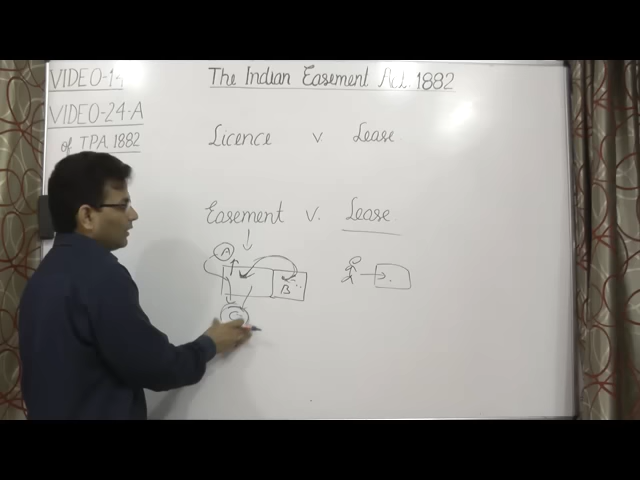 VIDEO-1
The Indian Easement Act. 1882
VIDEO-24-A
of TPA 1882
Licence v Lease
Easement v. Lease
A
B
C